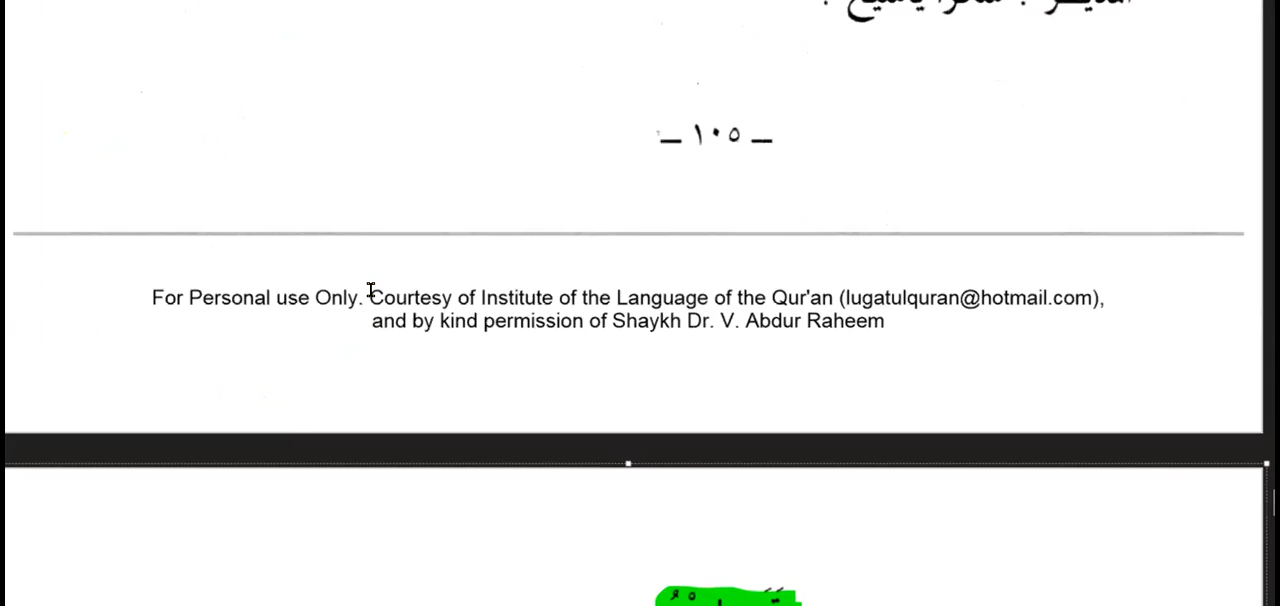 — ١٠٥ —
For Personal use Only. Courtesy of Institute of the Language of the Qur'an (lugatulquran@hotmail.com),
and by kind permission of Shaykh Dr. V. Abdur Raheem